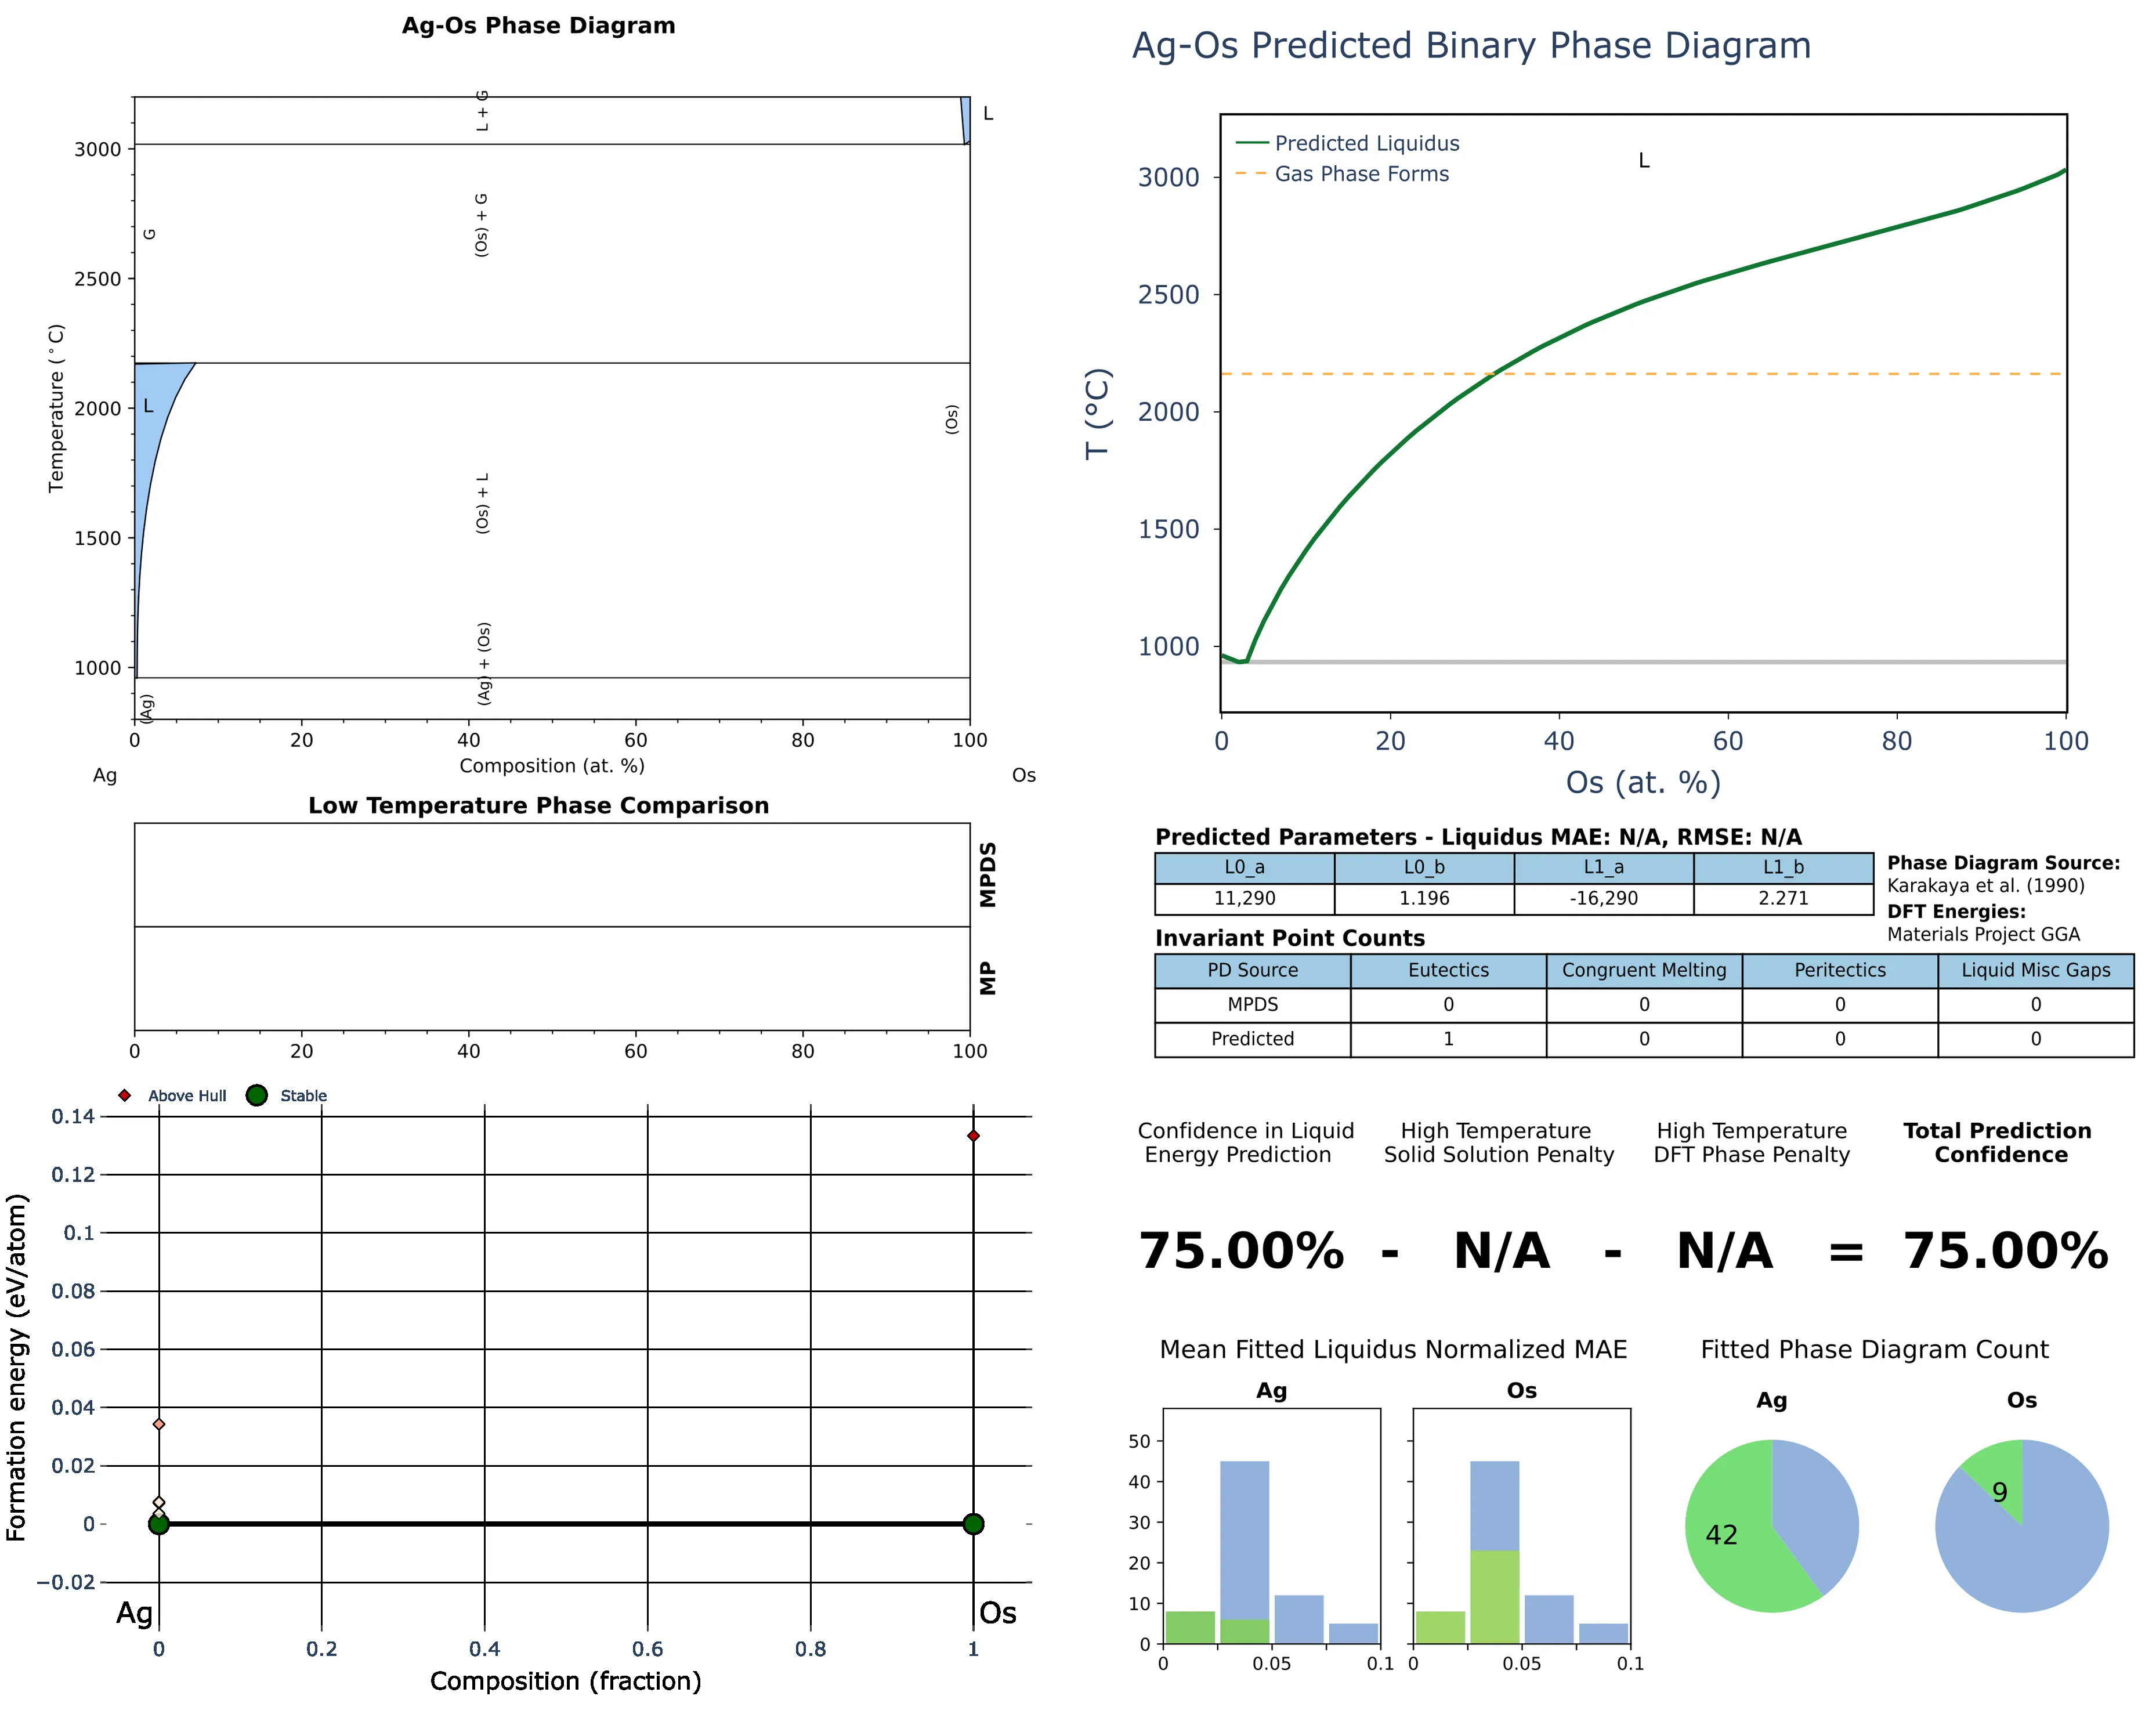 Ag-Os Phase Diagram
L + G
L
3000
G
(Os) + G
2500
Temperature (°C)
L
2000
(Os)
(Os) + L
1500
(Ag) + (Os)
1000
(Ag)
0 20 40 60 80 100
Composition (at. %)
Ag Os
Low Temperature Phase Comparison
MPDS
MP
0 20 40 60 80 100
Above Hull Stable
0.14
0.12
0.1
0.08
0.06
0.04
0.02
0
−0.02
Formation energy (eV/atom)
Ag Os
0 0.2 0.4 0.6 0.8 1
Composition (fraction)
Ag-Os Predicted Binary Phase Diagram
Predicted Liquidus
Gas Phase Forms
L
3000
2500
2000
1500
1000
T (°C)
0 20 40 60 80 100
Os (at. %)
Predicted Parameters - Liquidus MAE: N/A, RMSE: N/A
L0_a L0_b L1_a L1_b
11,290 1.196 -16,290 2.271
Phase Diagram Source:
Karakaya et al. (1990)
DFT Energies:
Materials Project GGA
Invariant Point Counts
PD Source Eutectics Congruent Melting Peritectics Liquid Misc Gaps
MPDS 0 0 0 0
Predicted 1 0 0 0
Confidence in Liquid
Energy Prediction
High Temperature
Solid Solution Penalty
High Temperature
DFT Phase Penalty
Total Prediction
Confidence
75.00% - N/A - N/A = 75.00%
Mean Fitted Liquidus Normalized MAE
Ag Os
50
40
30
20
10
0
0 0.05 0.1 0 0.05 0.1
Fitted Phase Diagram Count
Ag Os
42 9